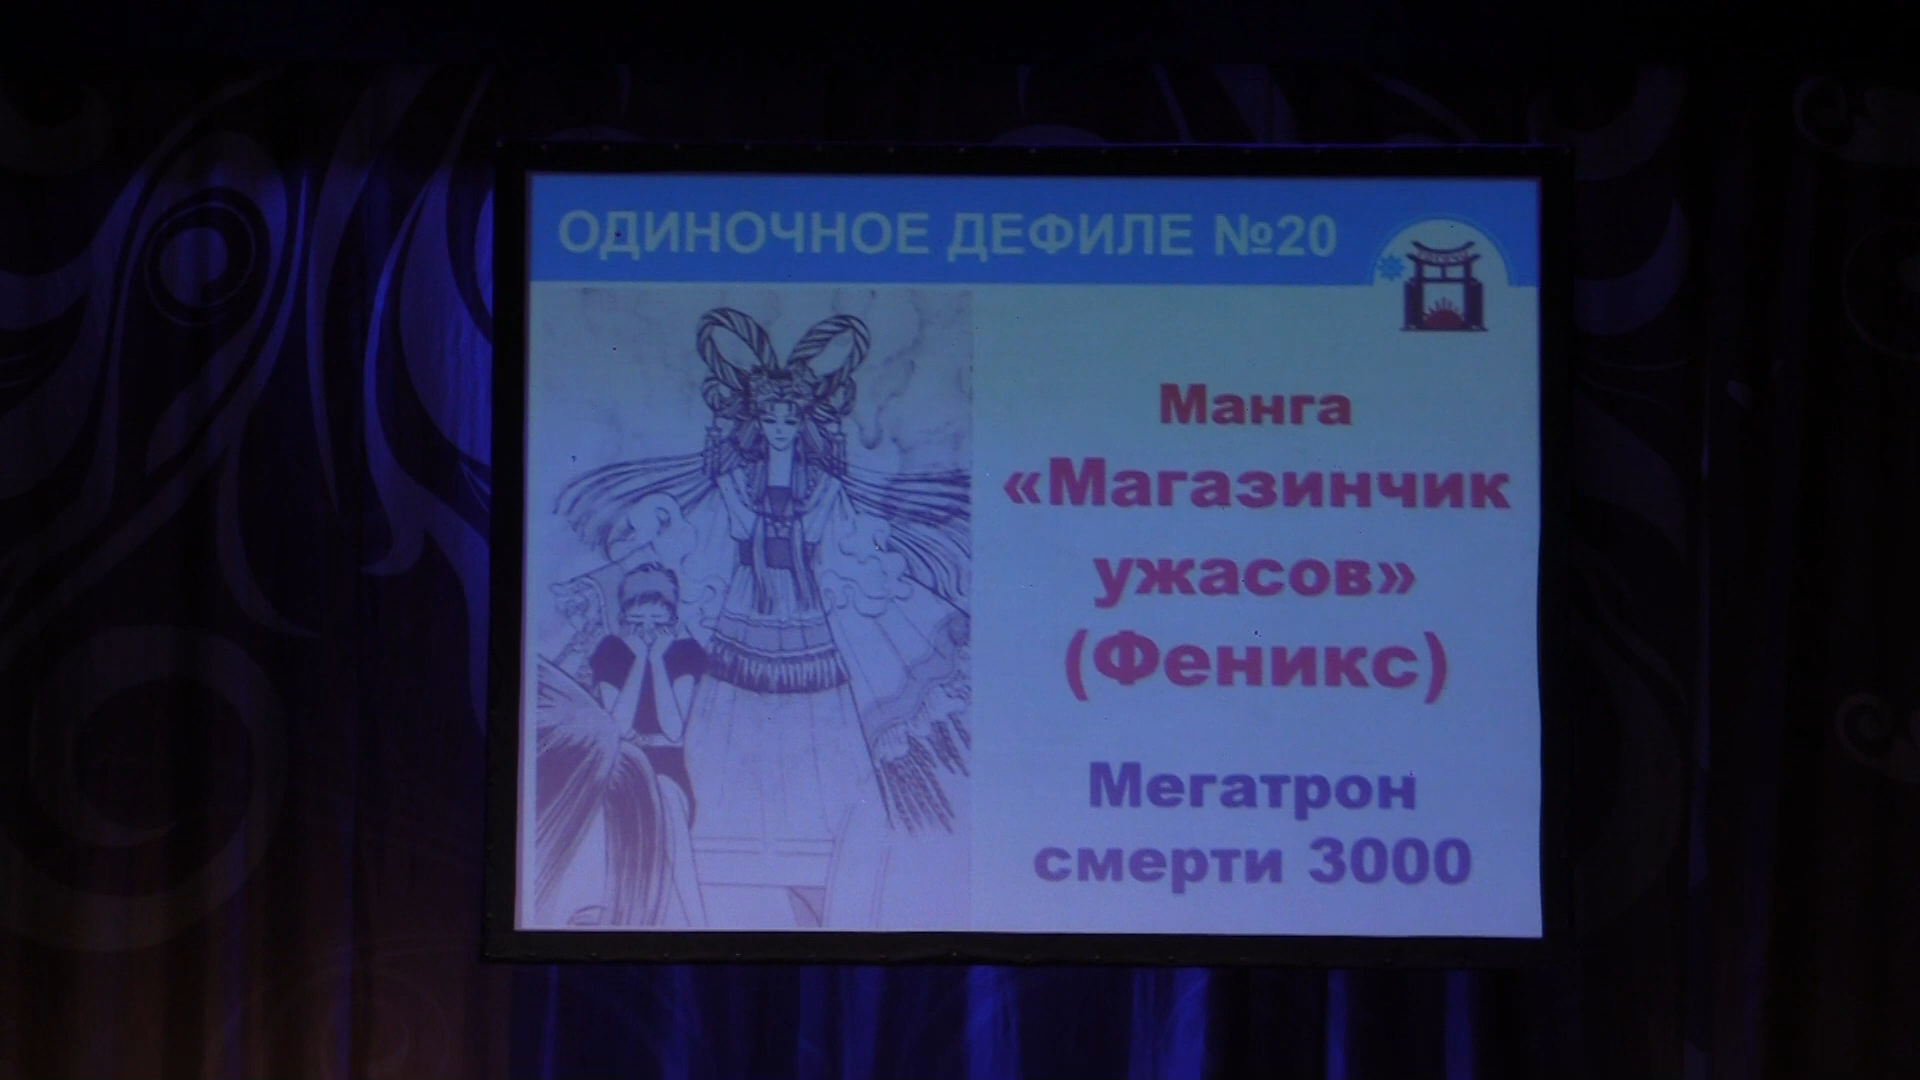 ОДИНОЧНОЕ ДЕФИЛЕ №20
Манга
«Магазинчик
ужасов»
(Феникс)
Мегатрон
смерти 3000